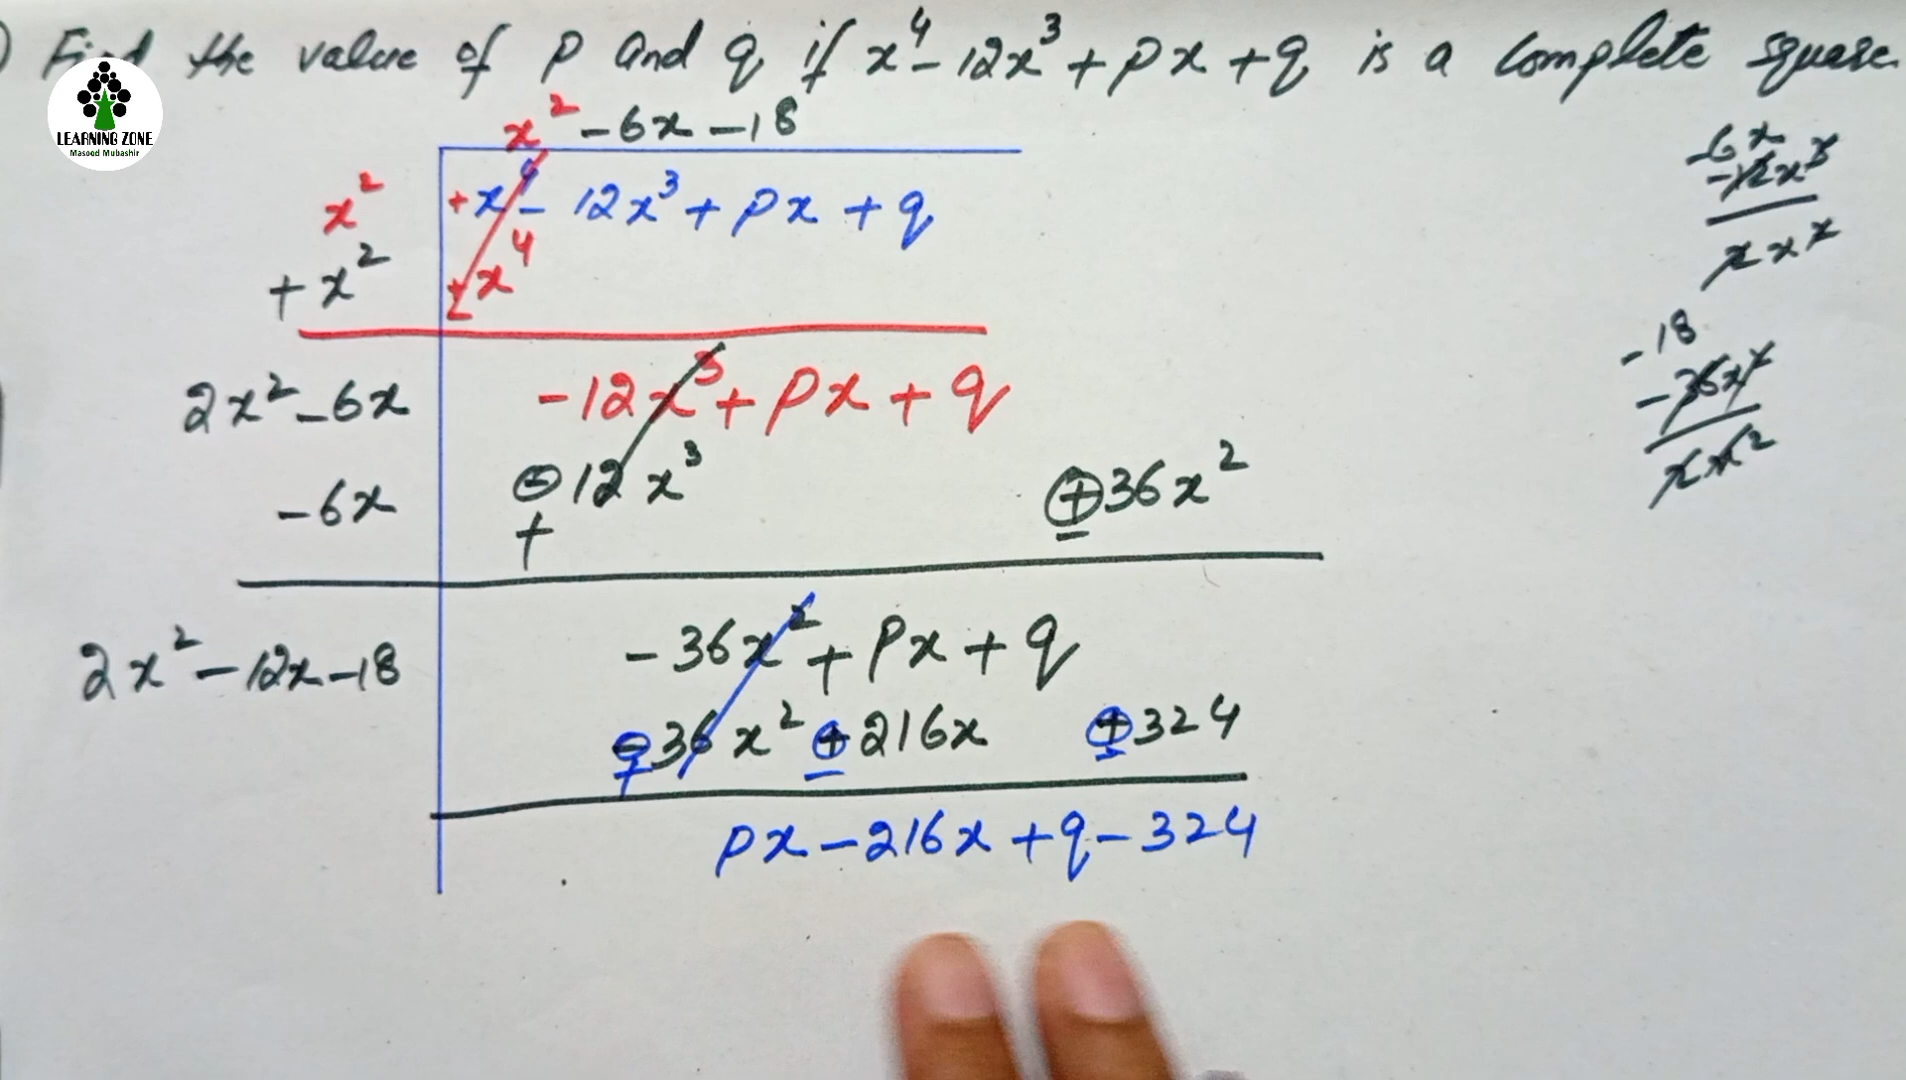 ) Find the value of p and q if x⁴-12x³+px+q is a complete square.
LEARNING ZONE
Masood Mubashir
x² -6x -18
x² +x⁴- 12x³+px+q
+x² +x⁴
-
2x²-6x -12x³+px+q
-6x -12x³ +36x²
+ -
2x²-12x-18 -36x²+px+q
-36x²+216x +324
+ - -
px-216x+q-324
-6x
-12x³
2x²
-18
-36x²
2x²